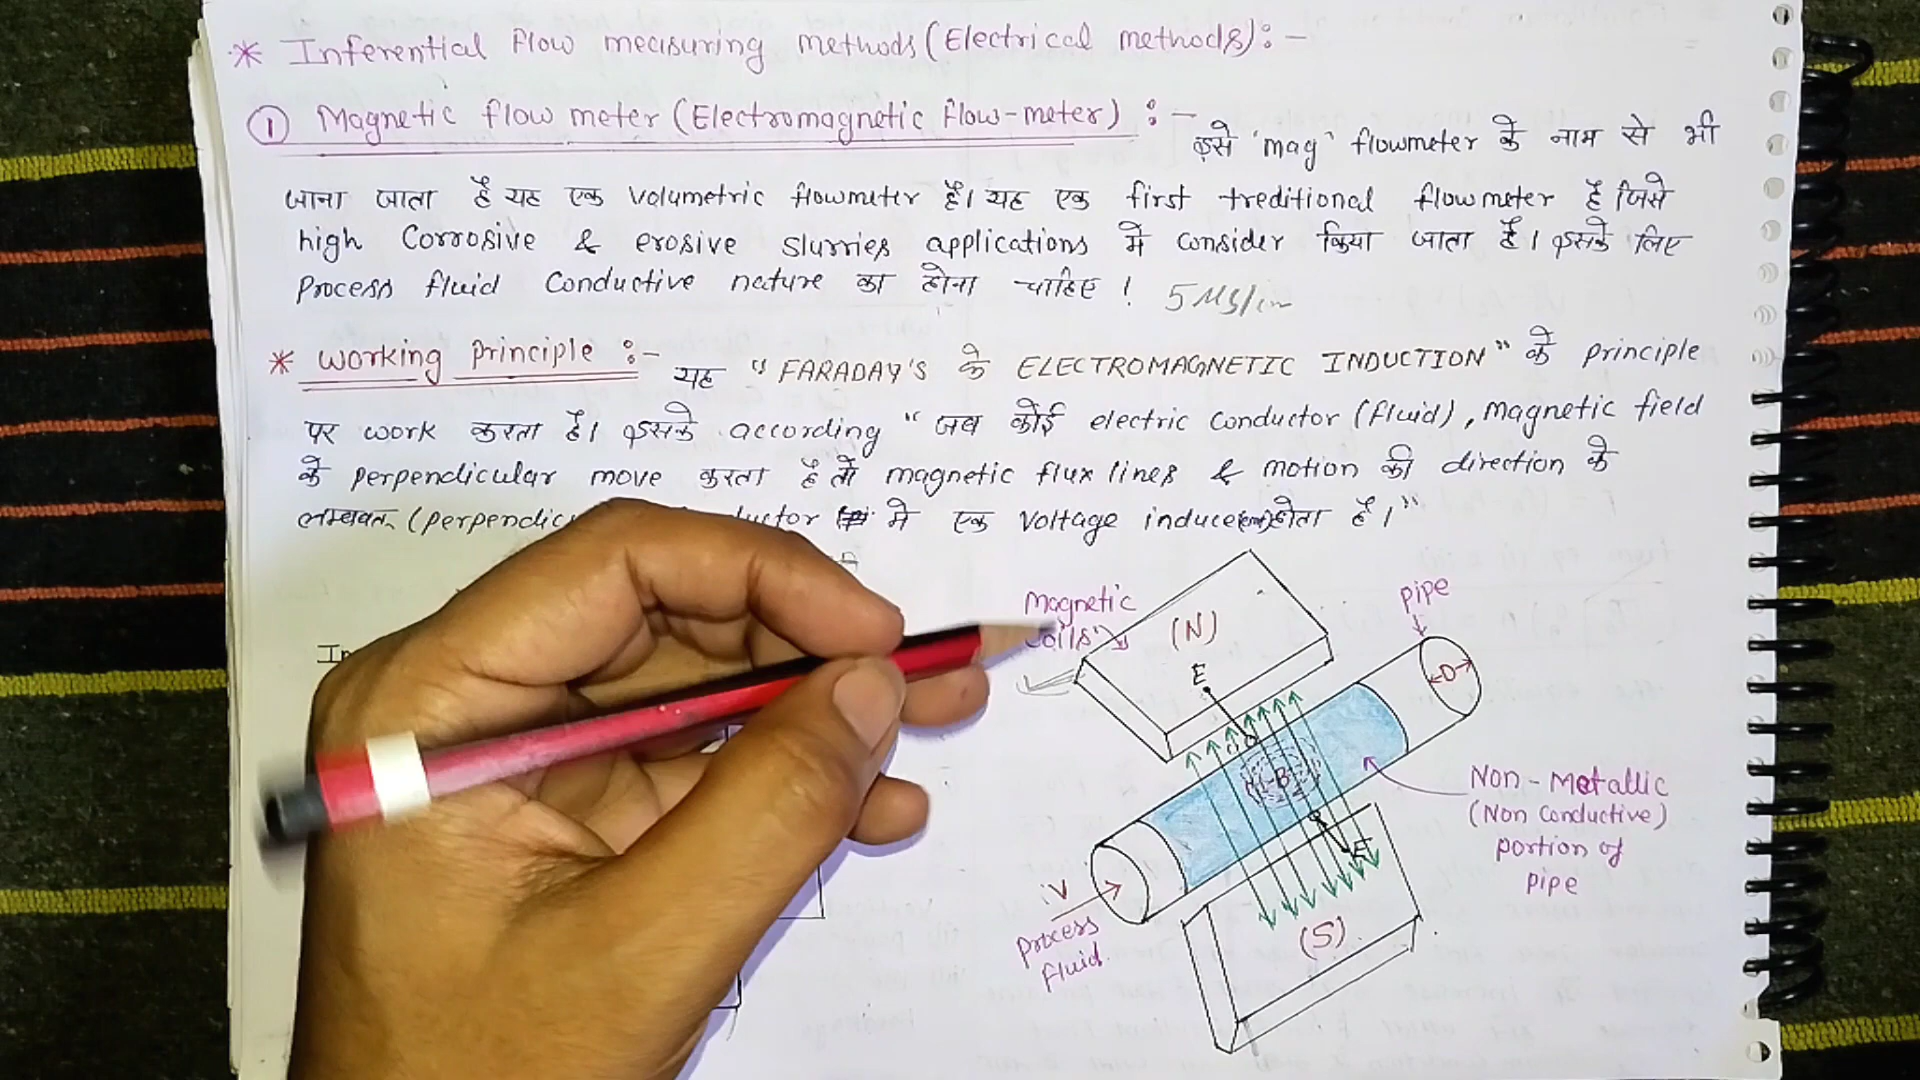 * Inferential Flow measuring methods (Electrical methods): -
① Magnetic flow meter (Electromagnetic Flow-meter) : -
इसे 'mag' flowmeter के नाम से भी
जाना जाता है यह एक volumetric flowmeter है। यह एक first treditional flowmeter है जिसे
high Corrosive & erosive slurries applications में consider किया जाता है। इसके लिए
Process fluid Conductive nature का होना चाहिए !
* Working principle :-
यह "FARADAY'S के ELECTROMAGNETIC INDUCTION" के principle
पर work करता है। इसके according "जब कोई electric conductor (fluid), magnetic field
के perpendicular move करता है तो magnetic flux lines & motion की direction के
लम्बवत (perpendic में एक voltage induce होता है।"
Magnetic
coils
(N)
pipe
E
D
B
Non-Metallic
(Non Conductive)
portion of
pipe
E
V
Process
fluid
(S)